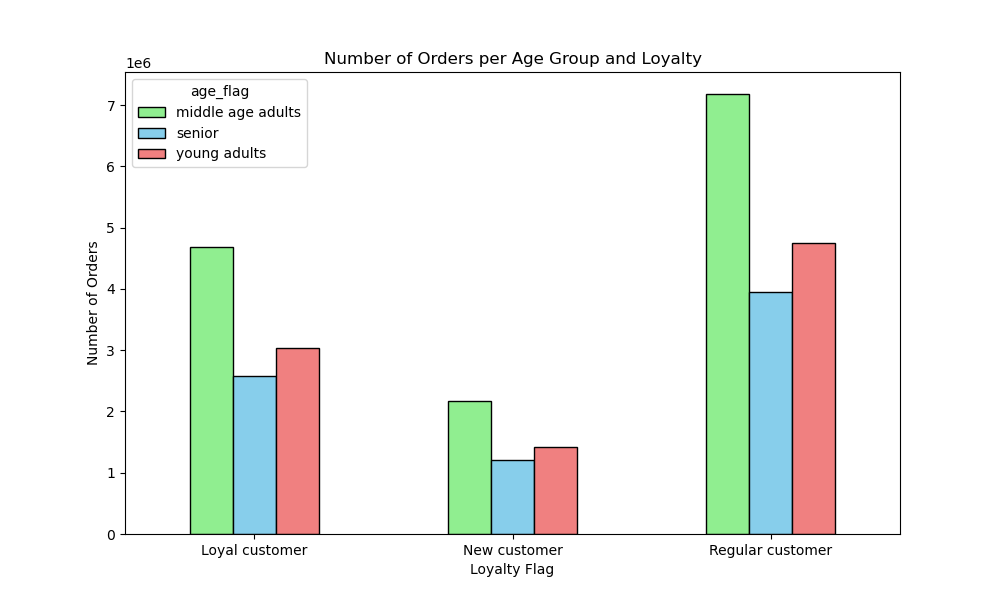 Number of Orders per Age Group and Loyalty
1e6
age_flag
middle age adults
senior
young adults
7
6
5
4
3
2
1
0
Number of Orders
Loyal customer
New customer
Regular customer
Loyalty Flag